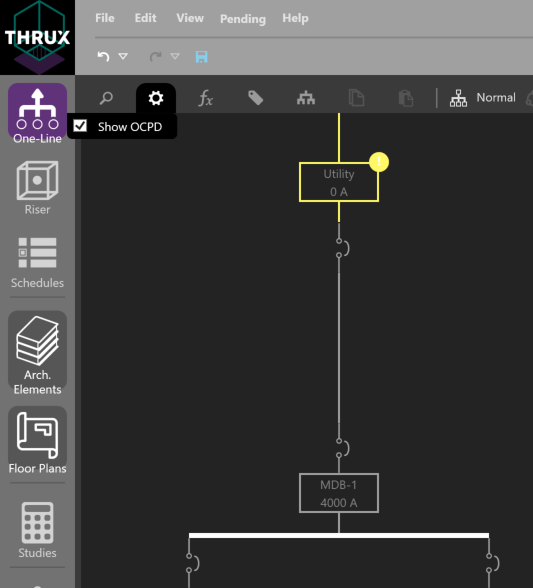 THRUX
File Edit View Pending Help
fx
Normal
Show OCPD
One-Line
Riser
Schedules
Arch.
Elements
Floor Plans
Studies
Utility
0 A
MDB-1
4000 A